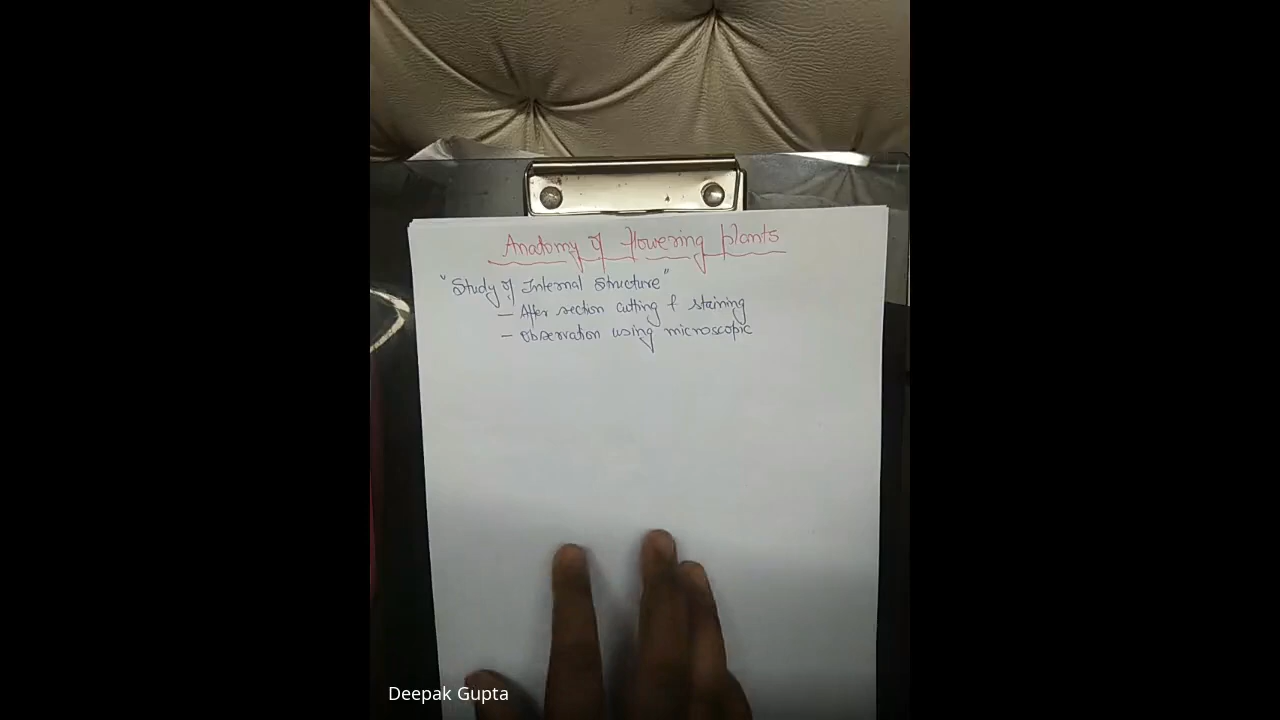 Anatomy of flowering plants
"Study of Internal Structure"
— After section cutting & staining
— Observation using microscopic
Deepak Gupta